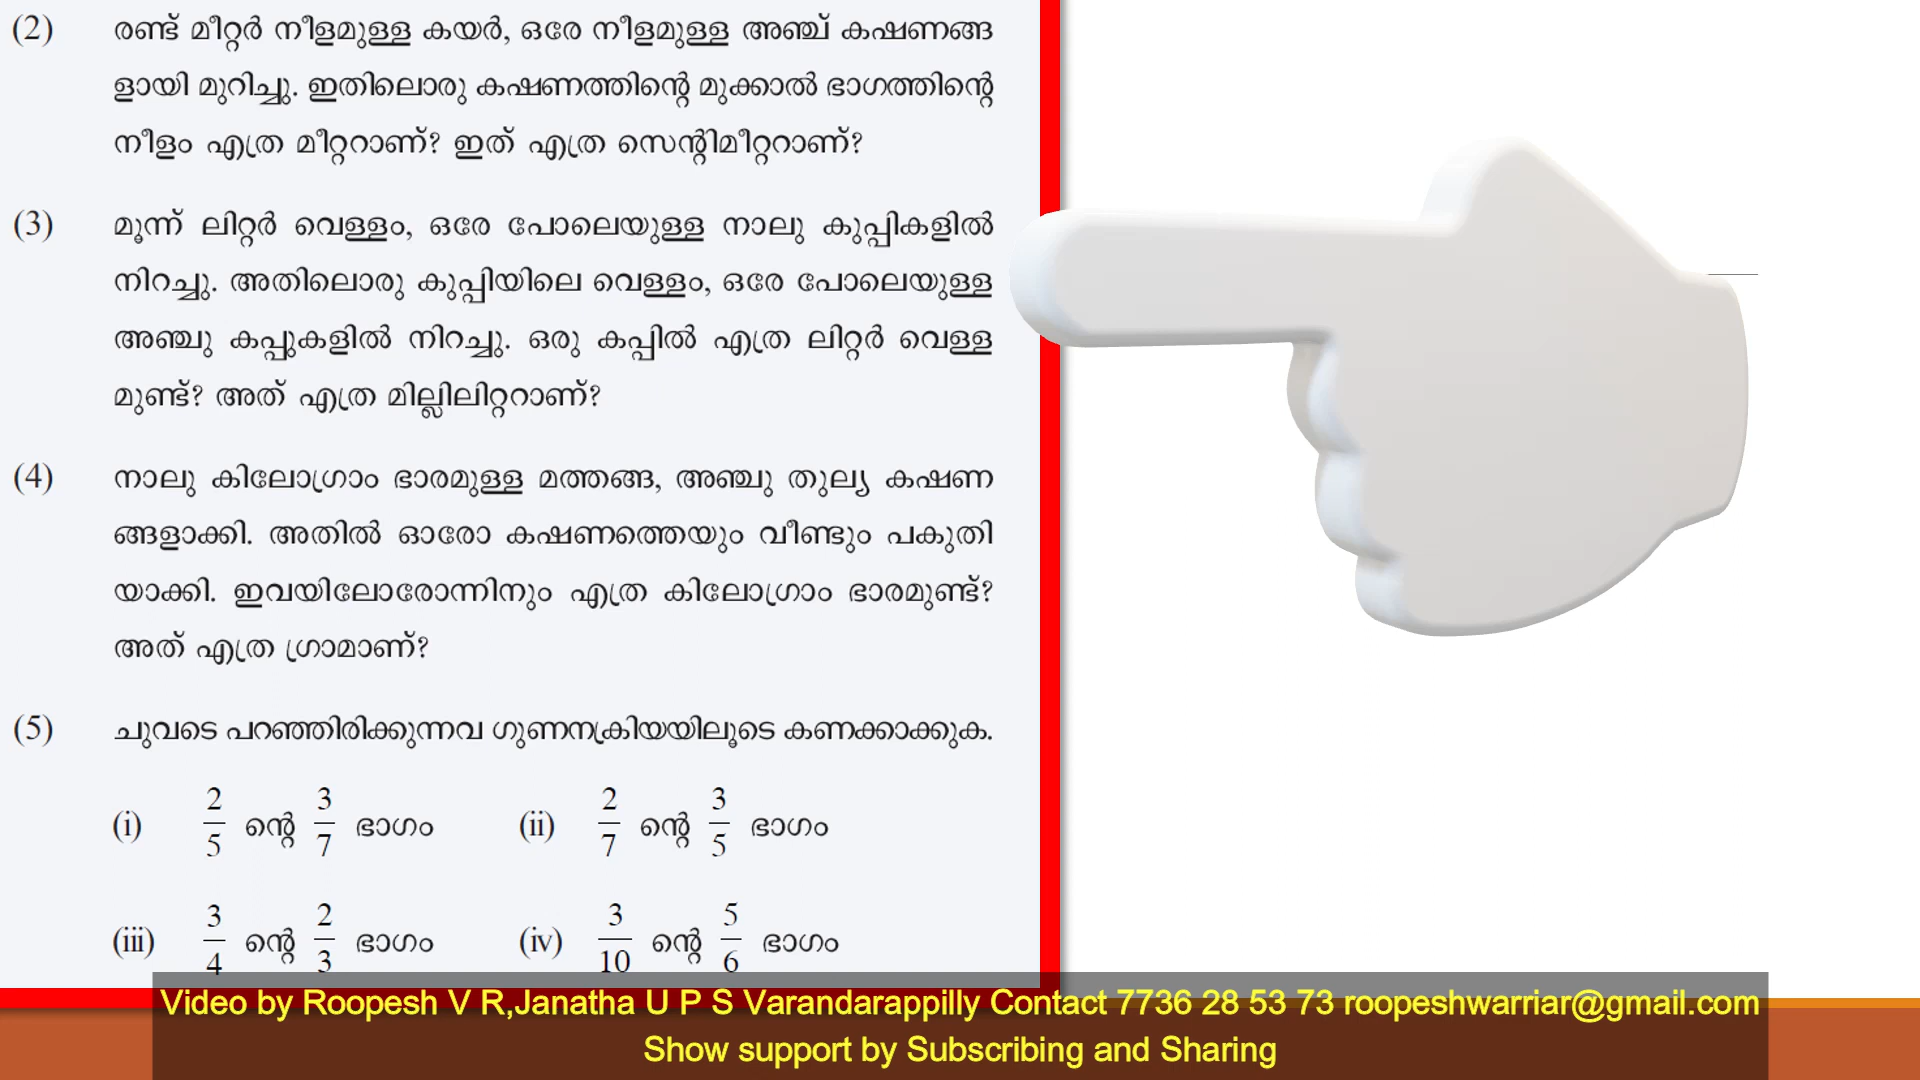 (2) രണ്ട് മീറ്റർ നീളമുള്ള കയർ, ഒരേ നീളമുള്ള അഞ്ച് കഷണങ്ങ
ളായി മുറിച്ചു. ഇതിലൊരു കഷണത്തിന്റെ മുക്കാൽ ഭാഗത്തിന്റെ
നീളം എത്ര മീറ്ററാണ്? ഇത് എത്ര സെന്റിമീറ്ററാണ്?
(3) മൂന്ന് ലിറ്റർ വെള്ളം, ഒരേ പോലെയുള്ള നാലു കുപ്പികളിൽ
നിറച്ചു. അതിലൊരു കുപ്പിയിലെ വെള്ളം, ഒരേ പോലെയുള്ള
അഞ്ചു കപ്പുകളിൽ നിറച്ചു. ഒരു കപ്പിൽ എത്ര ലിറ്റർ വെള്ള
മുണ്ട്? അത് എത്ര മില്ലിലിറ്ററാണ്?
(4) നാലു കിലോഗ്രാം ഭാരമുള്ള മത്തങ്ങ, അഞ്ചു തുല്യ കഷണ
ങ്ങളാക്കി. അതിൽ ഓരോ കഷണത്തെയും വീണ്ടും പകുതി
യാക്കി. ഇവയിലോരോന്നിനും എത്ര കിലോഗ്രാം ഭാരമുണ്ട്?
അത് എത്ര ഗ്രാമാണ്?
(5) ചുവടെ പറഞ്ഞിരിക്കുന്നവ ഗുണനക്രിയയിലൂടെ കണക്കാക്കുക.
(i) 2/5 ന്റെ 3/7 ഭാഗം (ii) 2/7 ന്റെ 3/5 ഭാഗം
(iii) 3/4 ന്റെ 2/3 ഭാഗം (iv) 3/10 ന്റെ 5/6 ഭാഗം
Video by Roopesh V R,Janatha U P S Varandarappilly Contact 7736 28 53 73 roopeshwarriar@gmail.com
Show support by Subscribing and Sharing